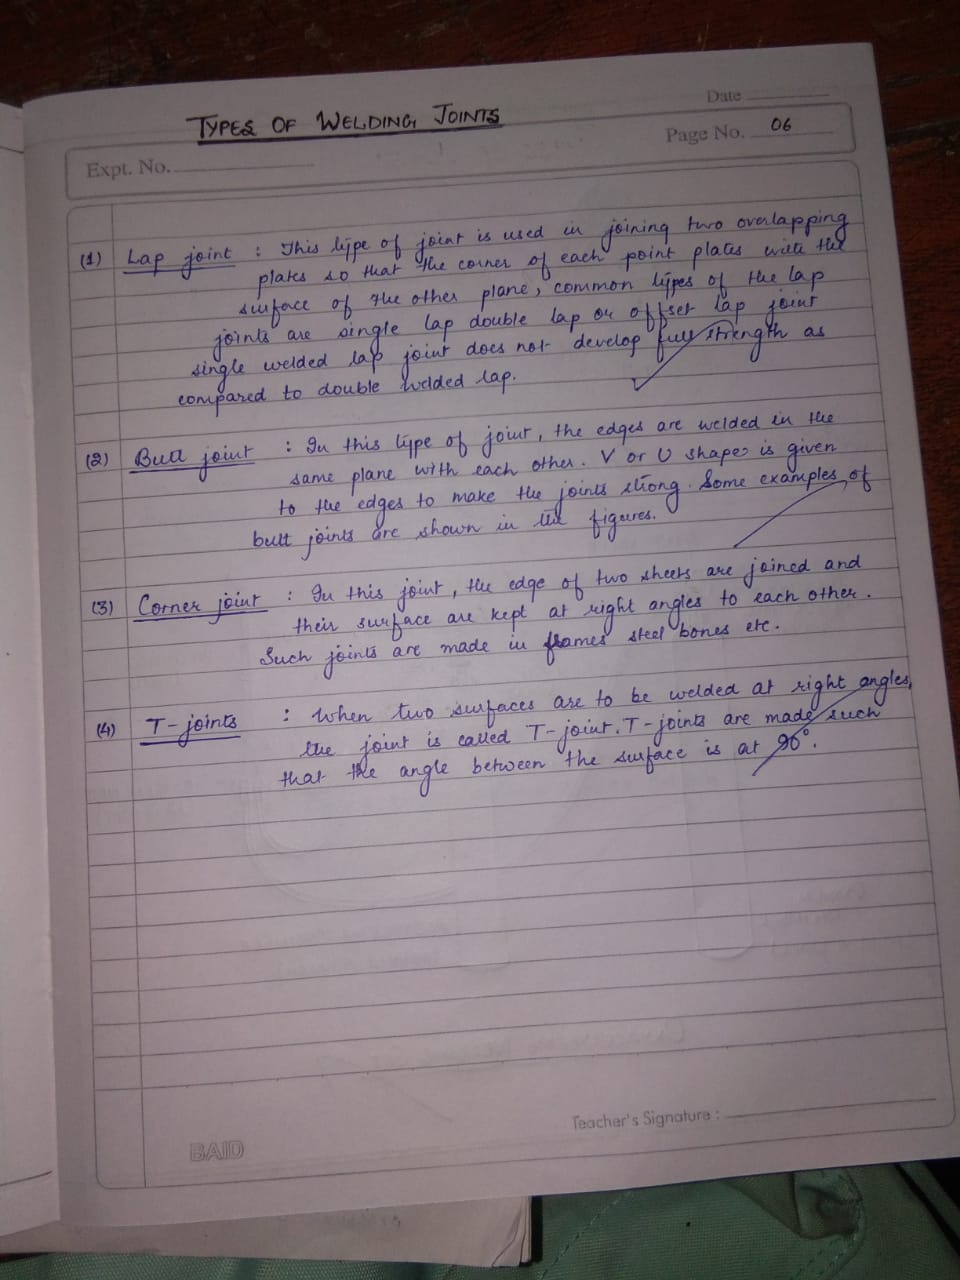 Date
TYPES OF WELDING JOINTS
Page No. 06
Expt. No.
(1) Lap joint : This type of joint is used in joining two overlapping
plates so that the corner of each point plates with the
surface of the other plane, common types of the lap
joints are single lap double lap or offset lap joint
single welded lap joint does not develop full strength as
compared to double welded lap.
(2) Butt joint : In this type of joint, the edges are welded in the
same plane with each other. V or U shapes is given
to the edges to make the joints strong. Some examples of
butt joints are shown in the figures.
(3) Corner joint : In this joint, the edge of two sheets are joined and
their surface are kept at right angles to each other.
Such joints are made in frames steel bones etc.
(4) T-joints : When two surfaces are to be welded at right angles,
the joint is called T-joint. T-joints are made such
that the angle between the surface is at 90°.
Teacher's Signature :
BAID